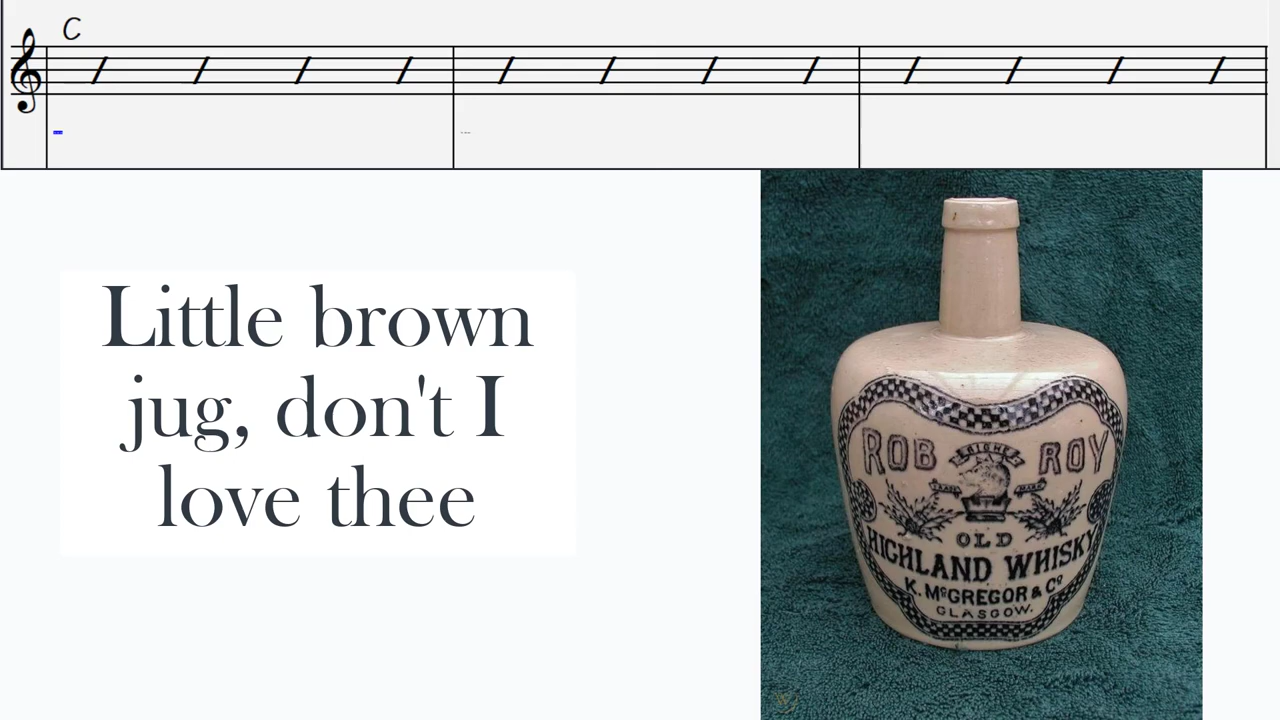 C
Little brown
jug, don't I
love thee
ROB ROY
OLD
HIGHLAND WHISKY
K. McGREGOR & Co
GLASGOW.